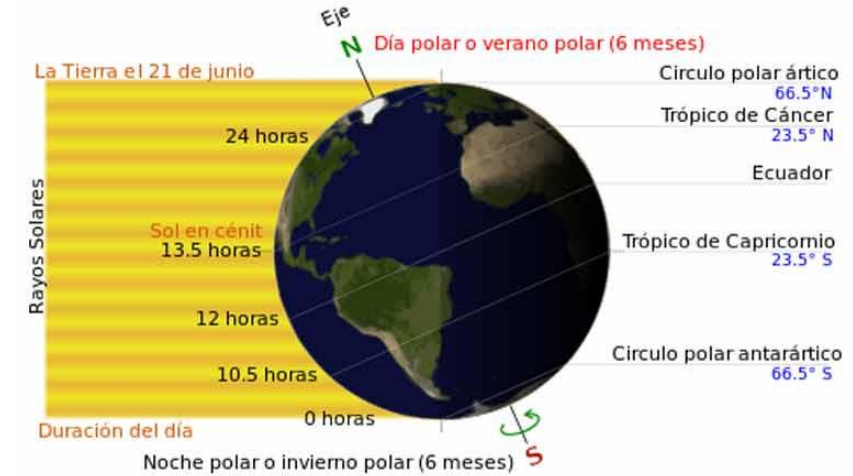 Eje
N
Día polar o verano polar (6 meses)
La Tierra el 21 de junio
Circulo polar ártico
66.5°N
Trópico de Cáncer
23.5° N
24 horas
Ecuador
Rayos Solares
Sol en cénit
13.5 horas
Trópico de Capricornio
23.5° S
12 horas
Circulo polar antarártico
66.5° S
10.5 horas
0 horas
Duración del día
Noche polar o invierno polar (6 meses)
S